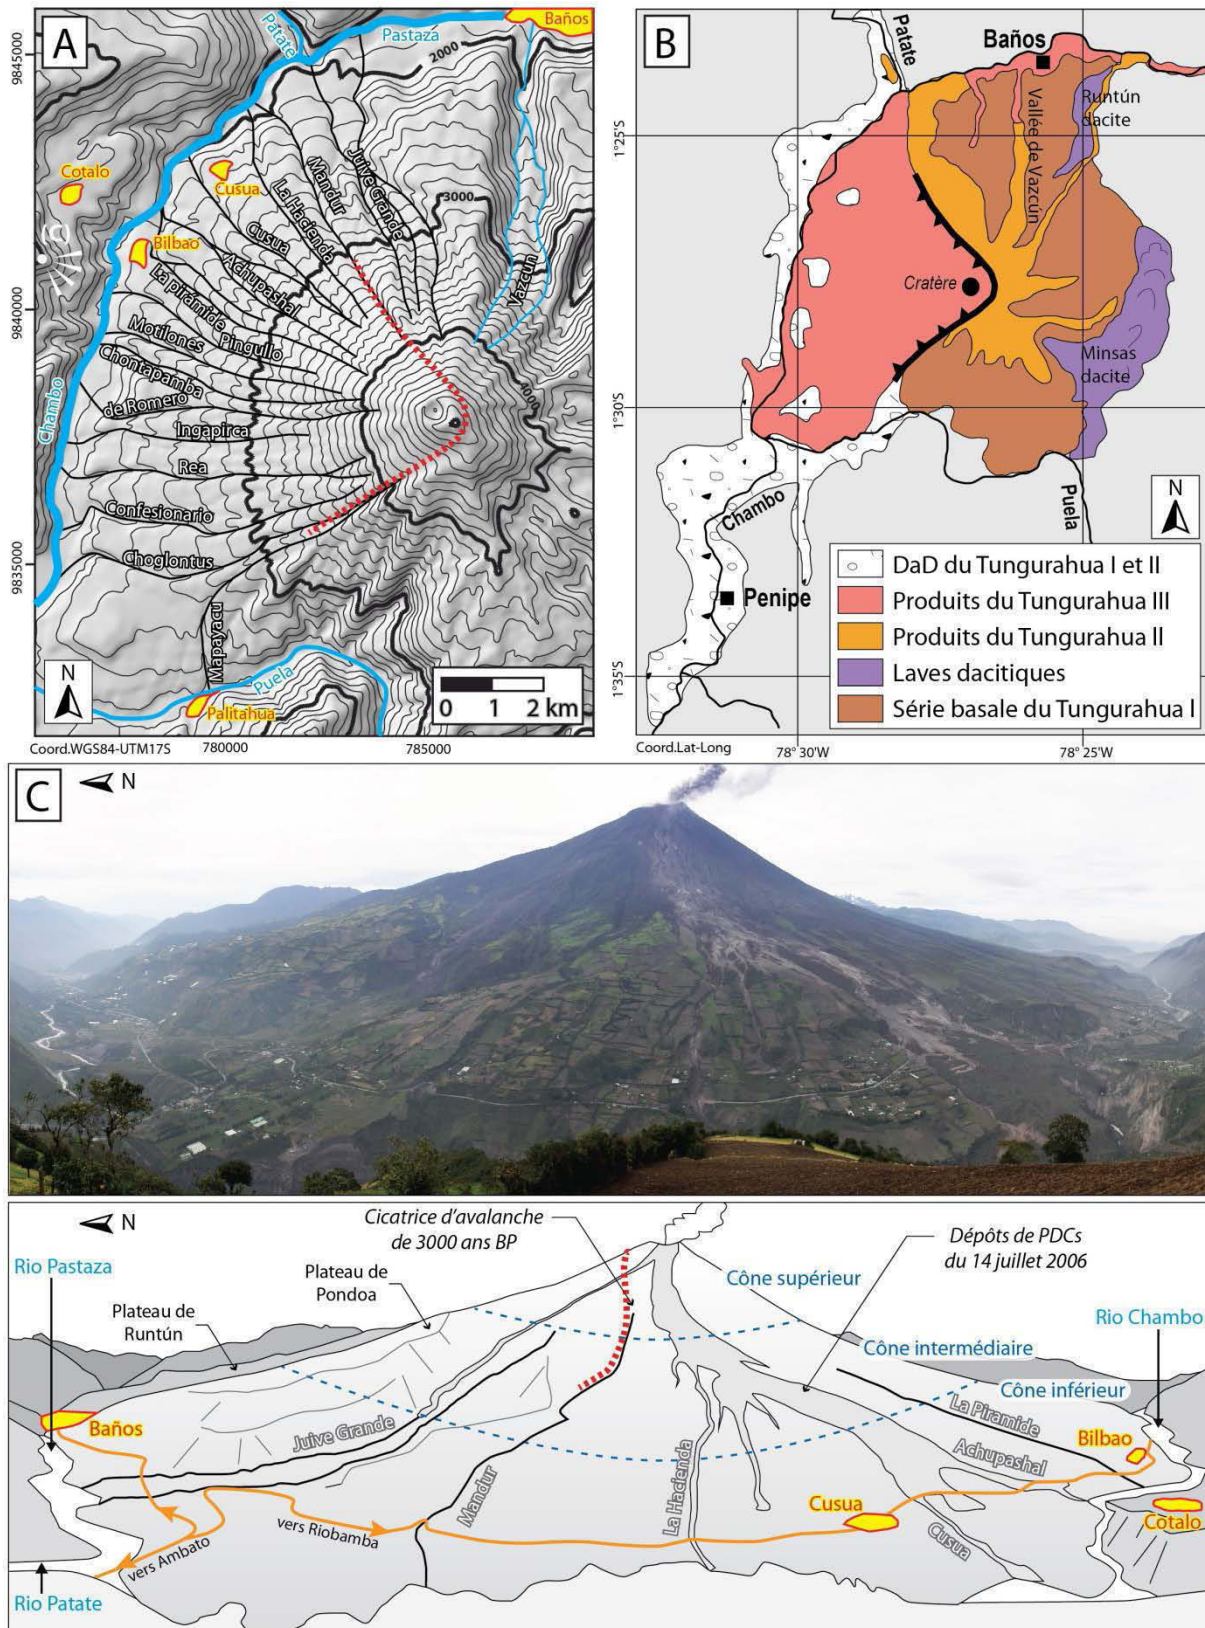 A
Patate
Pastaza
Baños
2000
9845000
Cotalo
Cusua
Juive Grande
Mandur
La Hacienda
3000
Bilbao
Cusua
Achupashal
Vazcun
9840000
La pirámide
Pingullo
Motilones
Chontapamba
de Romero
4000
Chambo
Ingapirca
Rea
Confesionario
Choglontus
9835000
Mapayacu
N
Puela
Palitahua
0 1 2 km
Coord.WGS84-UTM17S
780000
785000
B
Patate
Baños
Runtún
dacite
Vallée de Vazcún
1°25'S
Cratère
Minsas
dacite
1°30'S
Chambo
Puela
N
Penipe
DaD du Tungurahua I et II
Produits du Tungurahua III
Produits du Tungurahua II
Laves dacitiques
Série basale du Tungurahua I
1°35'S
Coord.Lat-Long
78° 30'W
78° 25'W
C
N
N
Cicatrice d'avalanche
de 3000 ans BP
Dépôts de PDCs
du 14 juillet 2006
Rio Pastaza
Plateau de
Pondoa
Plateau de
Runtún
Cône supérieur
Rio Chambo
Cône intermédiaire
Cône inférieur
Baños
Juive Grande
La Piramide
Bilbao
Achupashal
Mandur
La Hacienda
Cusua
Cotalo
vers Riobamba
vers Ambato
Cusua
Rio Patate